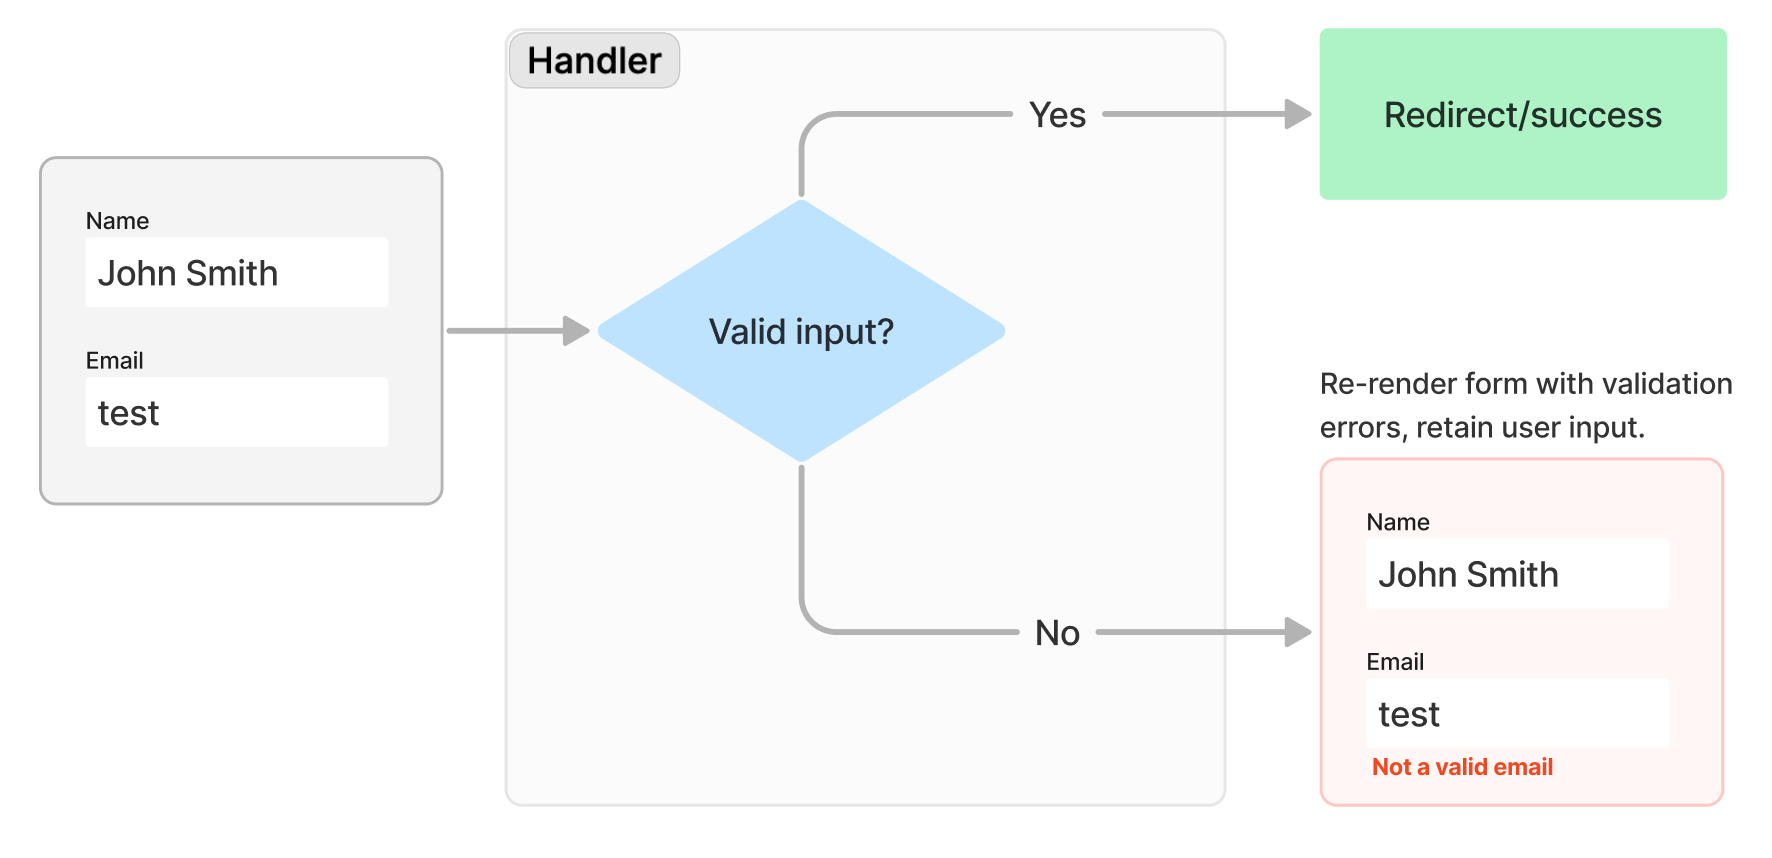 Handler
Name
John Smith
Email
test
Valid input?
Yes
No
Redirect/success
Re-render form with validation
errors, retain user input.
Name
John Smith
Email
test
Not a valid email